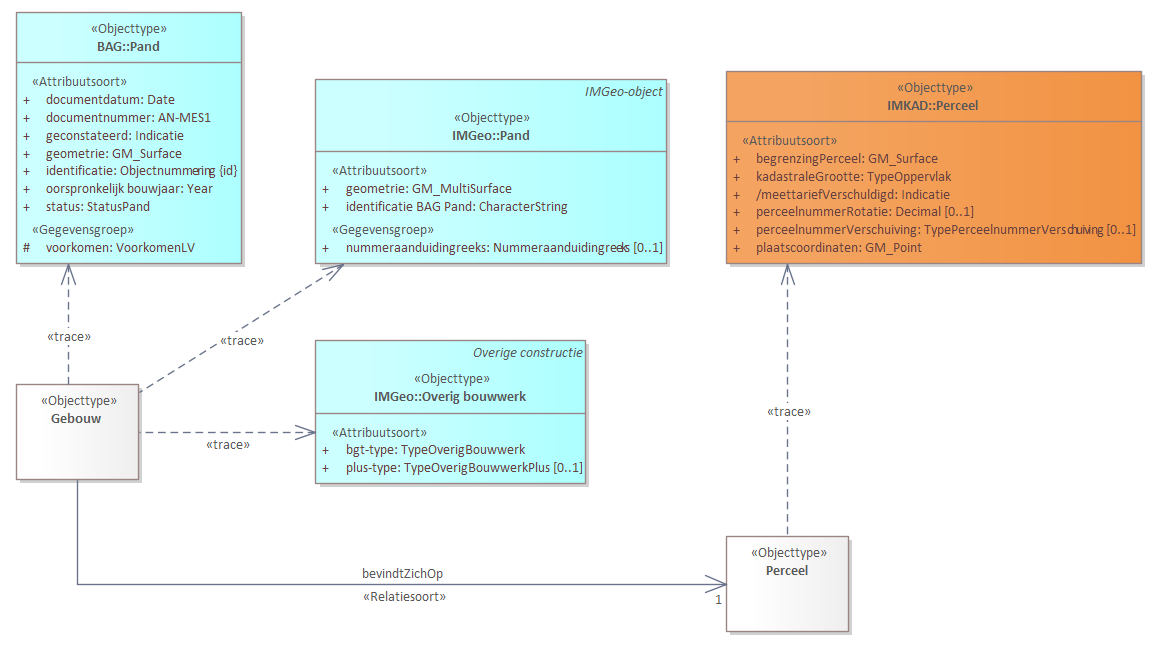 «Objecttype»
BAG::Pand
«Attribuutsoort»
+ documentdatum: Date
+ documentnummer: AN-MES1
+ geconstateerd: Indicatie
+ geometrie: GM_Surface
+ identificatie: Objectnummering {id}
+ oorspronkelijk bouwjaar: Year
+ status: StatusPand
«Gegevensgroep»
# voorkomen: VoorkomenLV
IMGeo-object
«Objecttype»
IMGeo::Pand
«Attribuutsoort»
+ geometrie: GM_MultiSurface
+ identificatie BAG Pand: CharacterString
«Gegevensgroep»
+ nummeraanduidingreeks: Nummeraanduidingreeks [0..1]
«Objecttype»
IMKAD::Perceel
«Attribuutsoort»
+ begrenzingPerceel: GM_Surface
+ kadastraleGrootte: TypeOppervlak
+ /meettariefVerschuldigd: Indicatie
+ perceelnummerRotatie: Decimal [0..1]
+ perceelnummerVerschuiving: TypePerceelnummerVerschuiving [0..1]
+ plaatscoordinaten: GM_Point
«trace»
«trace»
Overige constructie
«Objecttype»
IMGeo::Overig bouwwerk
«Attribuutsoort»
+ bgt-type: TypeOverigBouwwerk
+ plus-type: TypeOverigBouwwerkPlus [0..1]
«Objecttype»
Gebouw
«trace»
«trace»
bevindtZichOp
«Relatiesoort»
1
«Objecttype»
Perceel